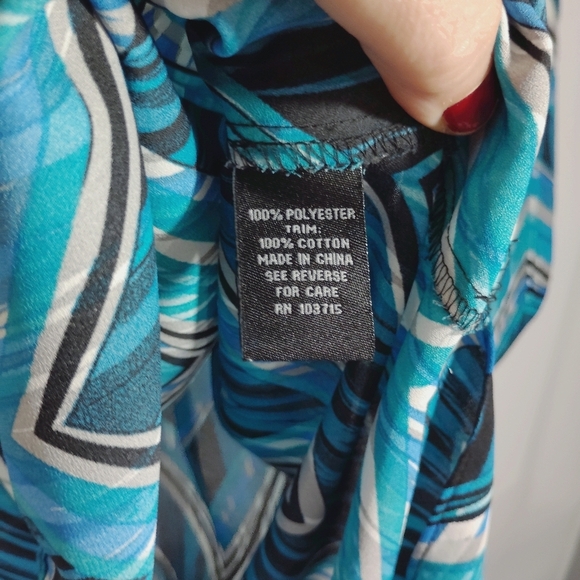 100% POLYESTER
TRIM:
100% COTTON
MADE IN CHINA
SEE REVERSE
FOR CARE
RN 103715